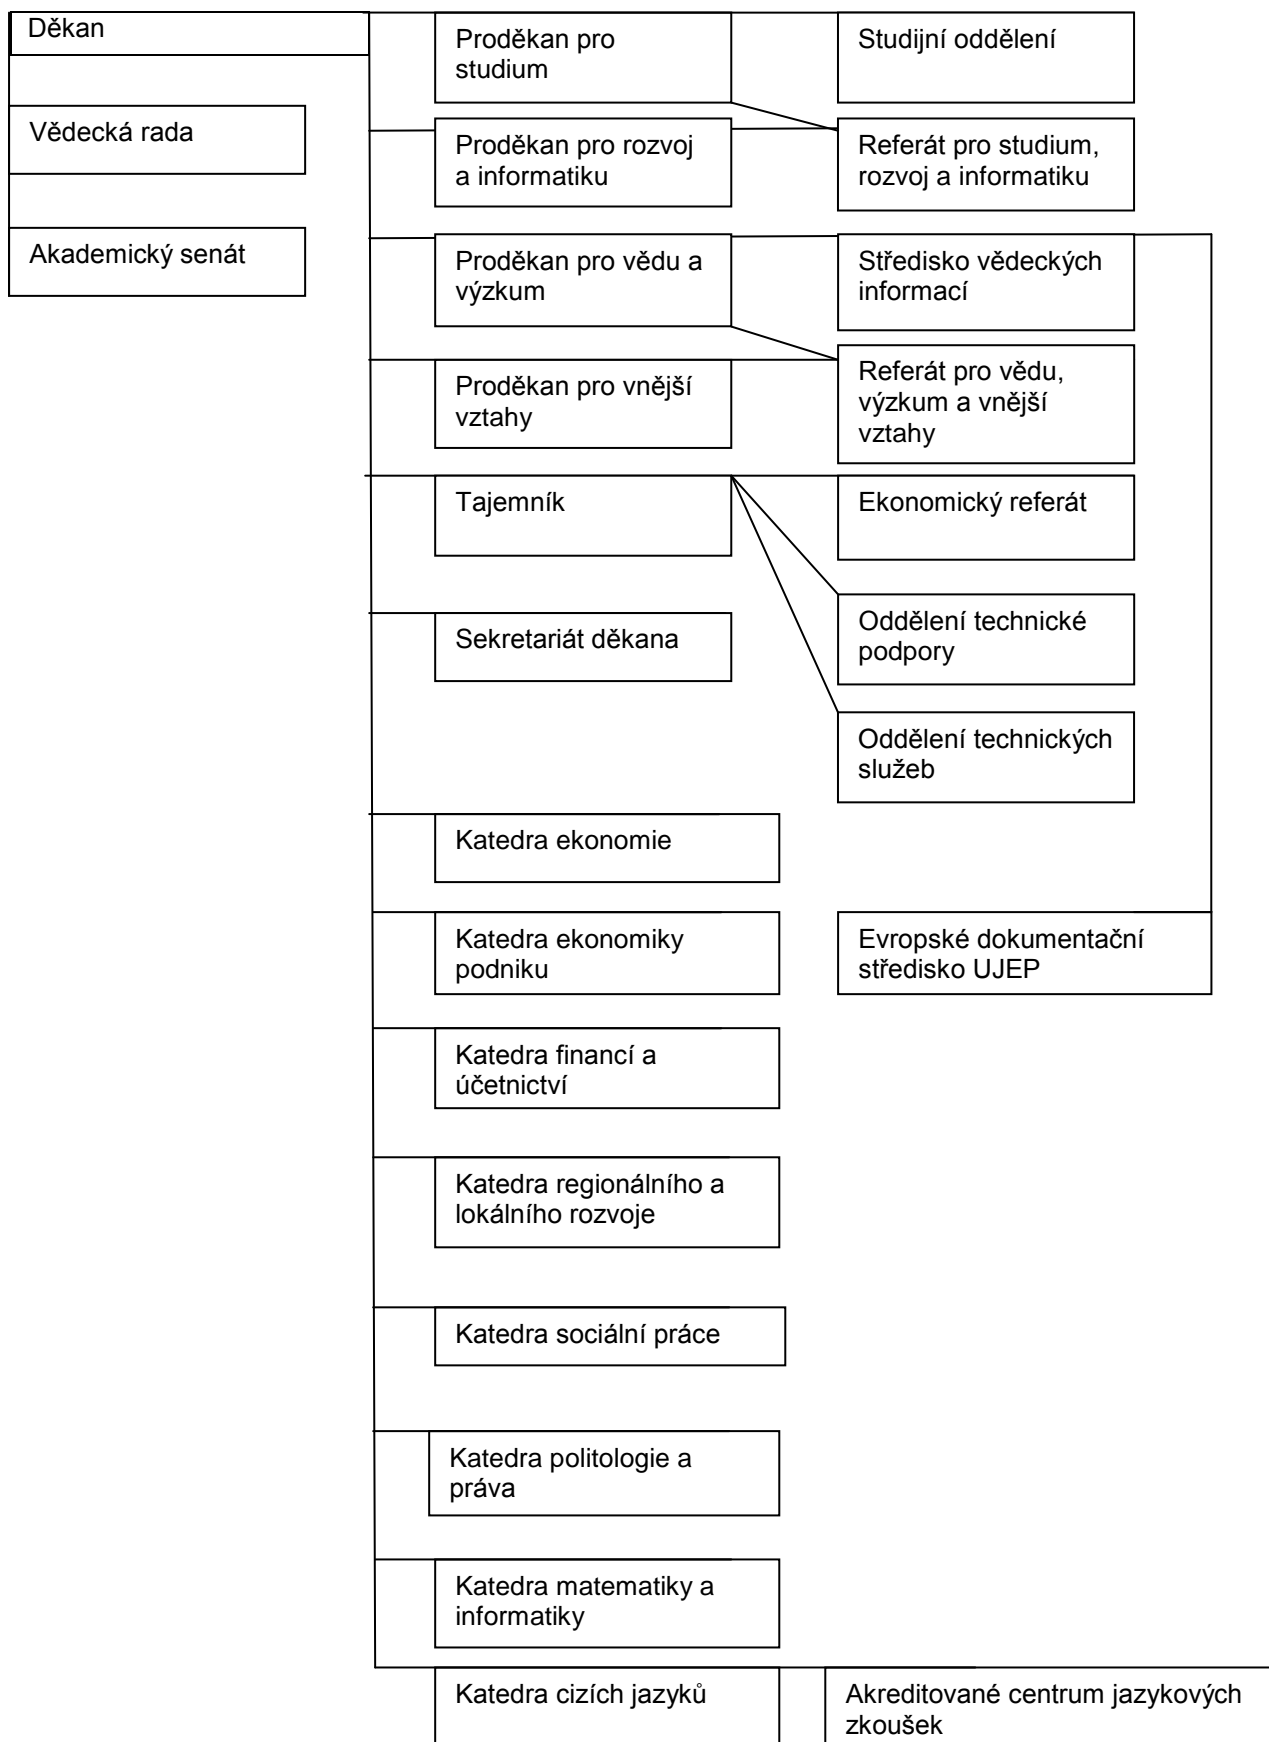 Děkan
Proděkan pro
studium
Studijní oddělení
Vědecká rada
Proděkan pro rozvoj
a informatiku
Referát pro studium,
rozvoj a informatiku
Akademický senát
Proděkan pro vědu a
výzkum
Středisko vědeckých
informací
Proděkan pro vnější
vztahy
Referát pro vědu,
výzkum a vnější
vztahy
Tajemník
Ekonomický referát
Sekretariát děkana
Oddělení technické
podpory
Oddělení technických
služeb
Katedra ekonomie
Katedra ekonomiky
podniku
Evropské dokumentační
středisko UJEP
Katedra financí a
účetnictví
Katedra regionálního a
lokálního rozvoje
Katedra sociální práce
Katedra politologie a
práva
Katedra matematiky a
informatiky
Katedra cizích jazyků
Akreditované centrum jazykových
zkoušek